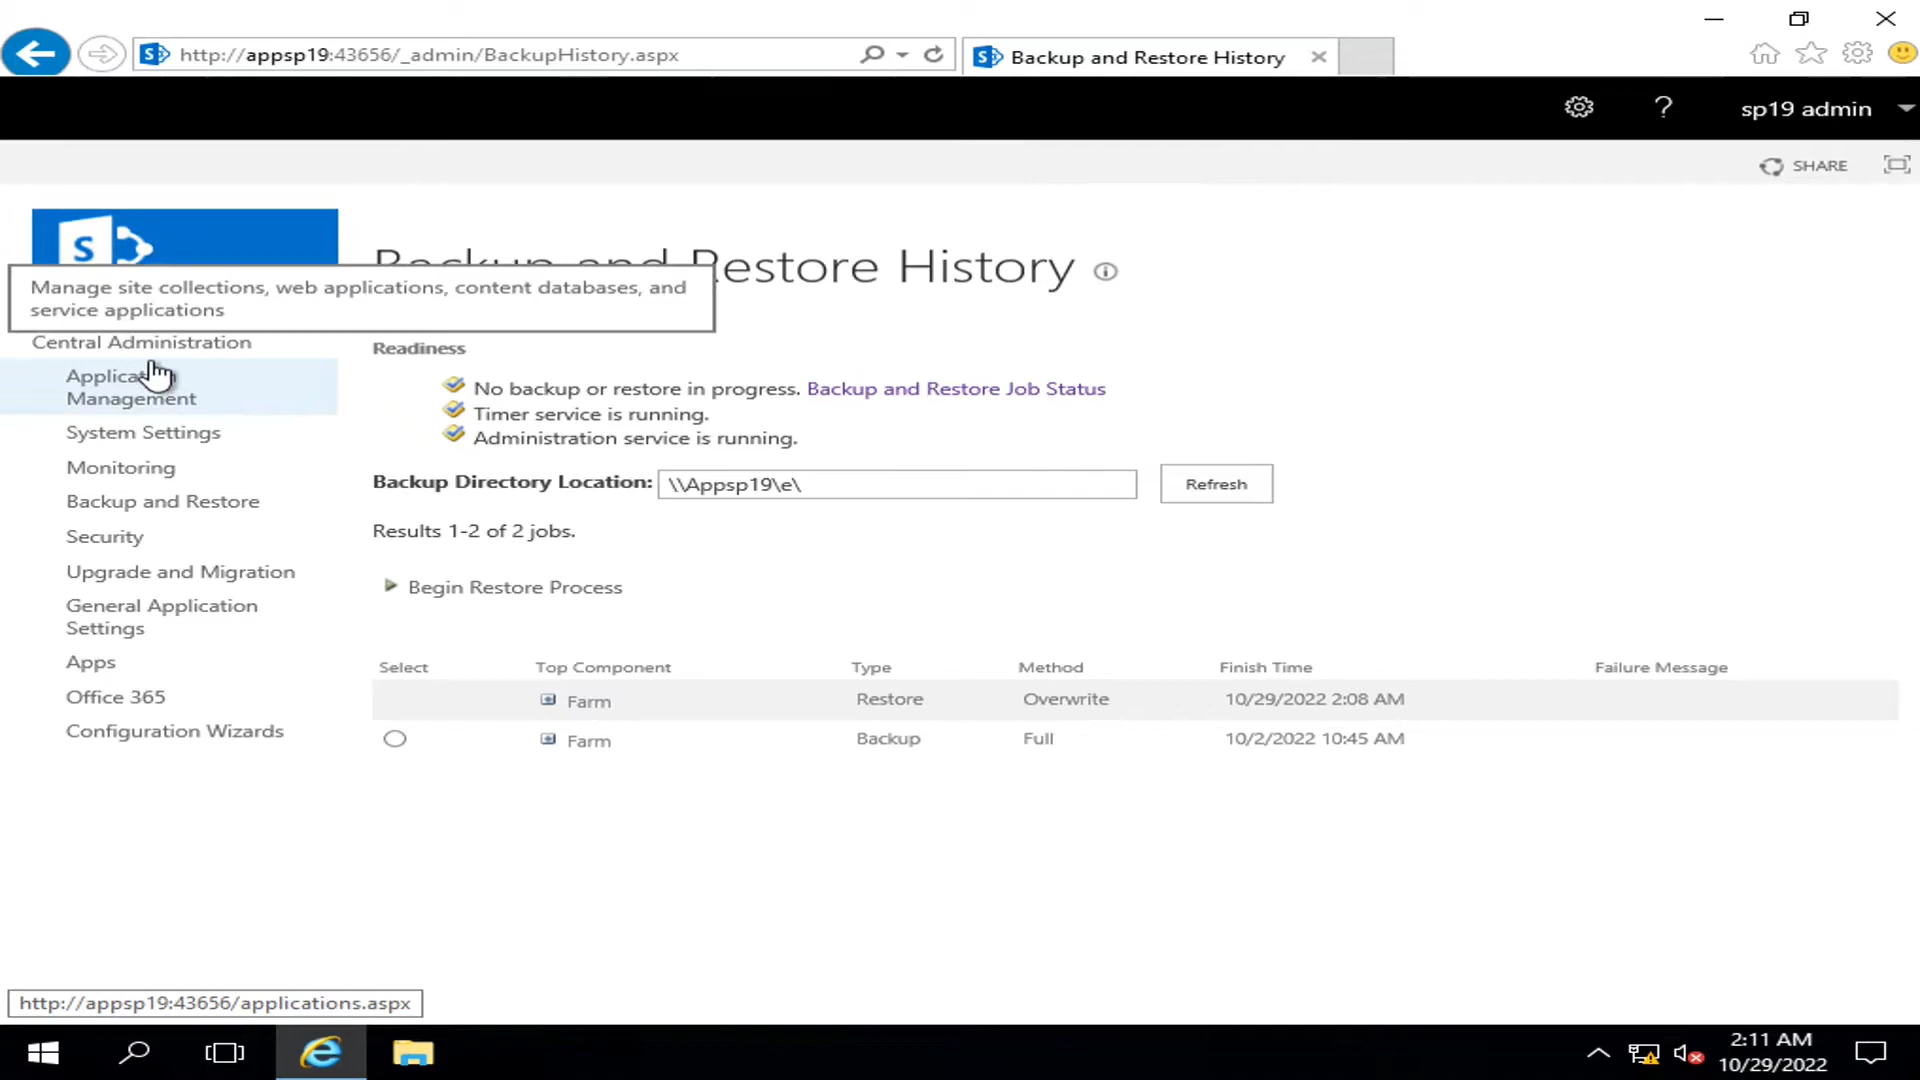 http://appsp19:43656/_admin/BackupHistory.aspx
Backup and Restore History
sp19 admin
SHARE
S
Restore History
Manage site collections, web applications, content databases, and
service applications
Central Administration
Application
Management
System Settings
Monitoring
Backup and Restore
Security
Upgrade and Migration
General Application
Settings
Apps
Office 365
Configuration Wizards
Readiness
No backup or restore in progress. Backup and Restore Job Status
Timer service is running.
Administration service is running.
Backup Directory Location: \\Appsp19\e\ Refresh
Results 1-2 of 2 jobs.
Begin Restore Process
Select Top Component Type Method Finish Time Failure Message
Farm Restore Overwrite 10/29/2022 2:08 AM
Farm Backup Full 10/2/2022 10:45 AM
http://appsp19:43656/applications.aspx
2:11 AM
10/29/2022